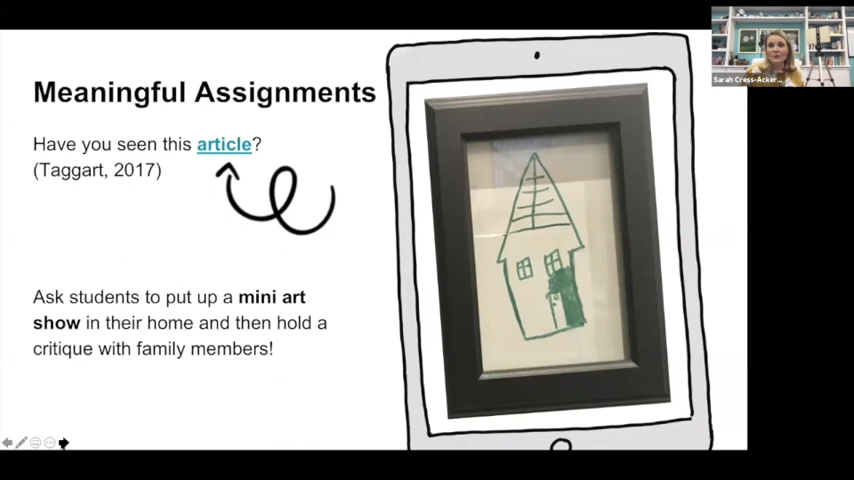 Sarah Cress-Acker...
Meaningful Assignments
Have you seen this article?
(Taggart, 2017)
Ask students to put up a mini art
show in their home and then hold a
critique with family members!